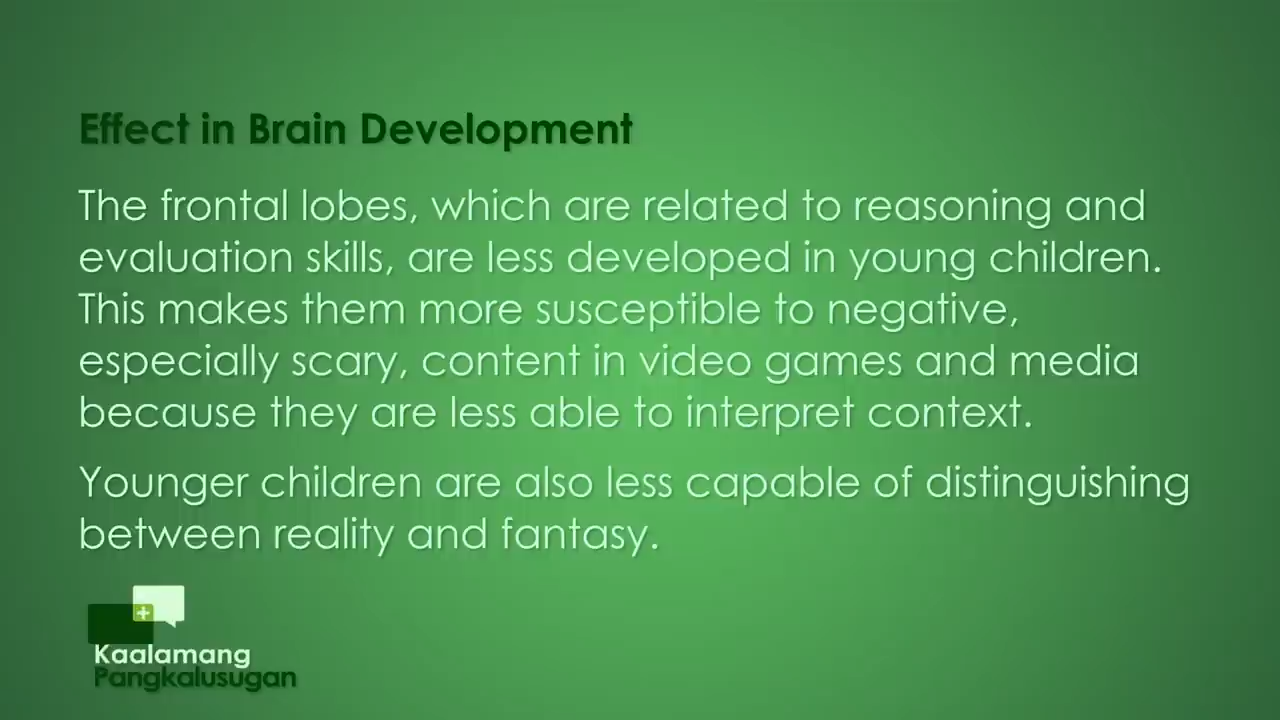 Effect in Brain Development
The frontal lobes, which are related to reasoning and
evaluation skills, are less developed in young children.
This makes them more susceptible to negative,
especially scary, content in video games and media
because they are less able to interpret context.
Younger children are also less capable of distinguishing
between reality and fantasy.
Kaalamang
Pangkalusugan